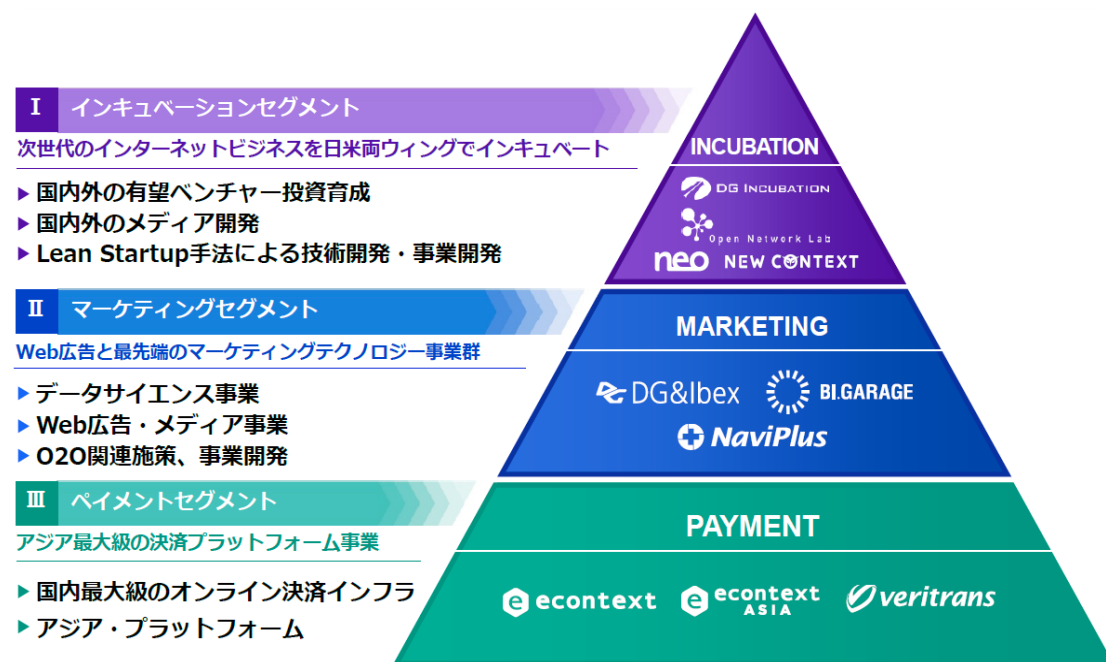 Ⅰ インキュベーションセグメント
次世代のインターネットビジネスを日米両ウィングでインキュベート
▶ 国内外の有望ベンチャー投資育成
▶ 国内外のメディア開発
▶ Lean Startup手法による技術開発・事業開発
INCUBATION
DG INCUBATION
Open Network Lab
neo NEW CONTEXT
Ⅱ マーケティングセグメント
Web広告と最先端のマーケティングテクノロジー事業群
▶ データサイエンス事業
▶ Web広告・メディア事業
▶ O2O関連施策、事業開発
MARKETING
DG&Ibex BI.GARAGE
NaviPlus
Ⅲ ペイメントセグメント
アジア最大級の決済プラットフォーム事業
▶ 国内最大級のオンライン決済インフラ
▶ アジア・プラットフォーム
PAYMENT
econtext econtext ASIA veritrans